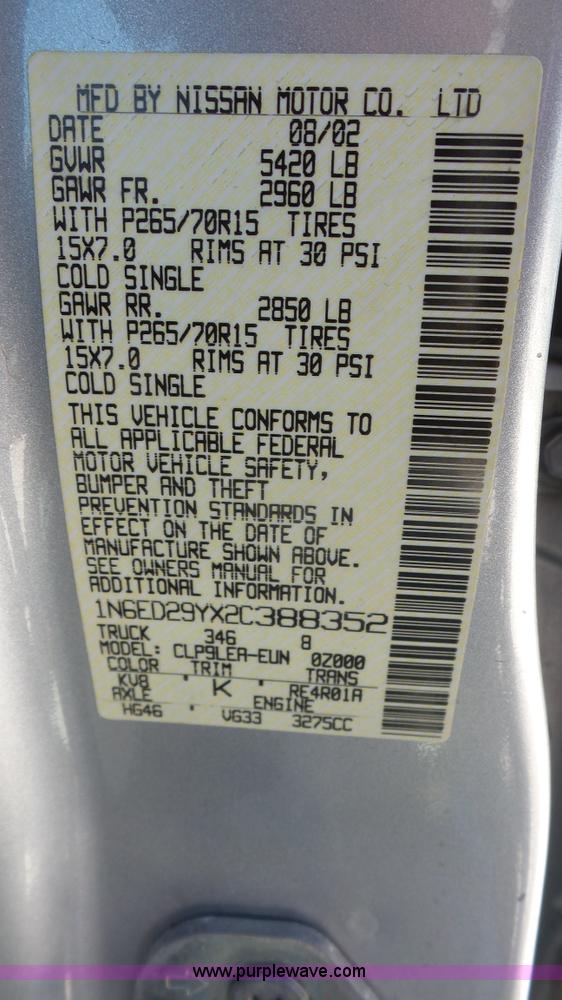 MFD BY NISSAN MOTOR CO. LTD
DATE 08/02
GVWR 5420 LB
GAWR FR. 2960 LB
WITH P265/70R15 TIRES
15X7.0 RIMS AT 30 PSI
COLD SINGLE
GAWR RR. 2850 LB
WITH P265/70R15 TIRES
15X7.0 RIMS AT 30 PSI
COLD SINGLE
THIS VEHICLE CONFORMS TO
ALL APPLICABLE FEDERAL
MOTOR VEHICLE SAFETY,
BUMPER AND THEFT
PREVENTION STANDARDS IN
EFFECT ON THE DATE OF
MANUFACTURE SHOWN ABOVE.
SEE OWNERS MANUAL FOR
ADDITIONAL INFORMATION.
1N6ED29YX2C388352
TRUCK 346 8
MODEL: CLP9LEA-EUN 0Z000
COLOR TRIM TRANS
KV8 ' K ' RE4R01A
AXLE ENGINE
HG46 ' VG33 3275CC
www.purplewave.com